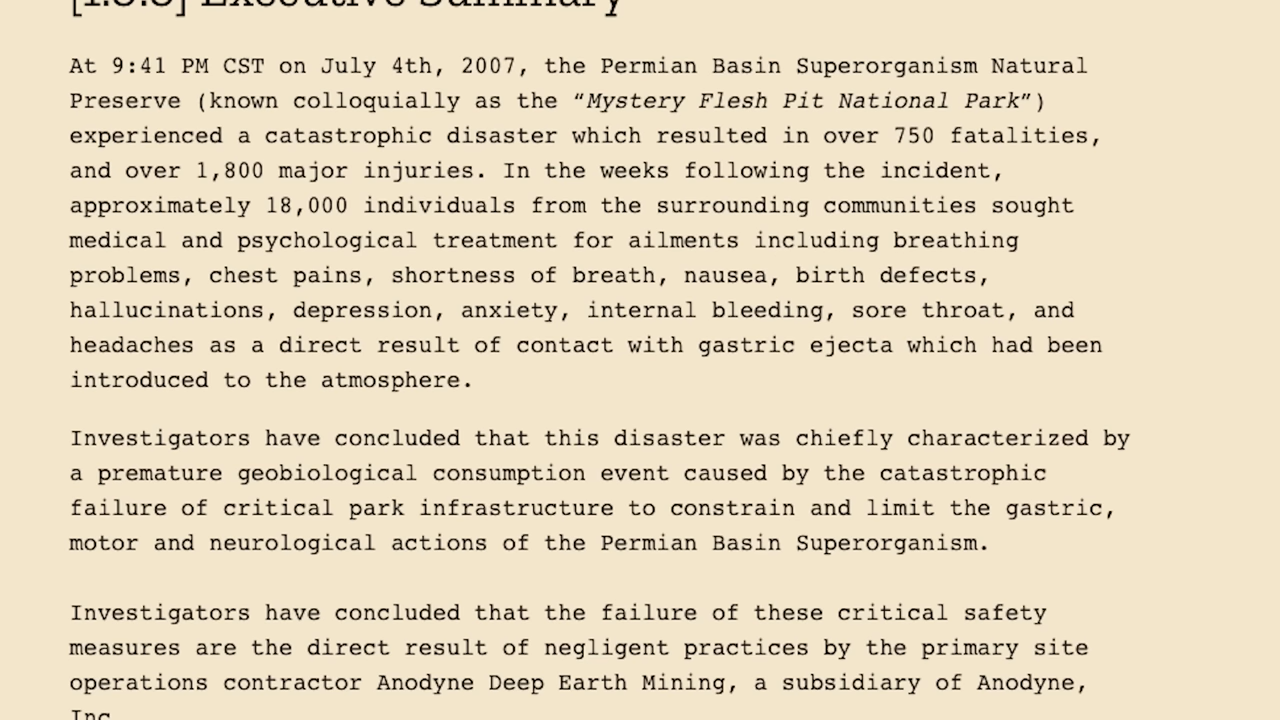 [1.0.0] Executive Summary
At 9:41 PM CST on July 4th, 2007, the Permian Basin Superorganism Natural
Preserve (known colloquially as the “Mystery Flesh Pit National Park”)
experienced a catastrophic disaster which resulted in over 750 fatalities,
and over 1,800 major injuries. In the weeks following the incident,
approximately 18,000 individuals from the surrounding communities sought
medical and psychological treatment for ailments including breathing
problems, chest pains, shortness of breath, nausea, birth defects,
hallucinations, depression, anxiety, internal bleeding, sore throat, and
headaches as a direct result of contact with gastric ejecta which had been
introduced to the atmosphere.
Investigators have concluded that this disaster was chiefly characterized by
a premature geobiological consumption event caused by the catastrophic
failure of critical park infrastructure to constrain and limit the gastric,
motor and neurological actions of the Permian Basin Superorganism.
Investigators have concluded that the failure of these critical safety
measures are the direct result of negligent practices by the primary site
operations contractor Anodyne Deep Earth Mining, a subsidiary of Anodyne,
Inc